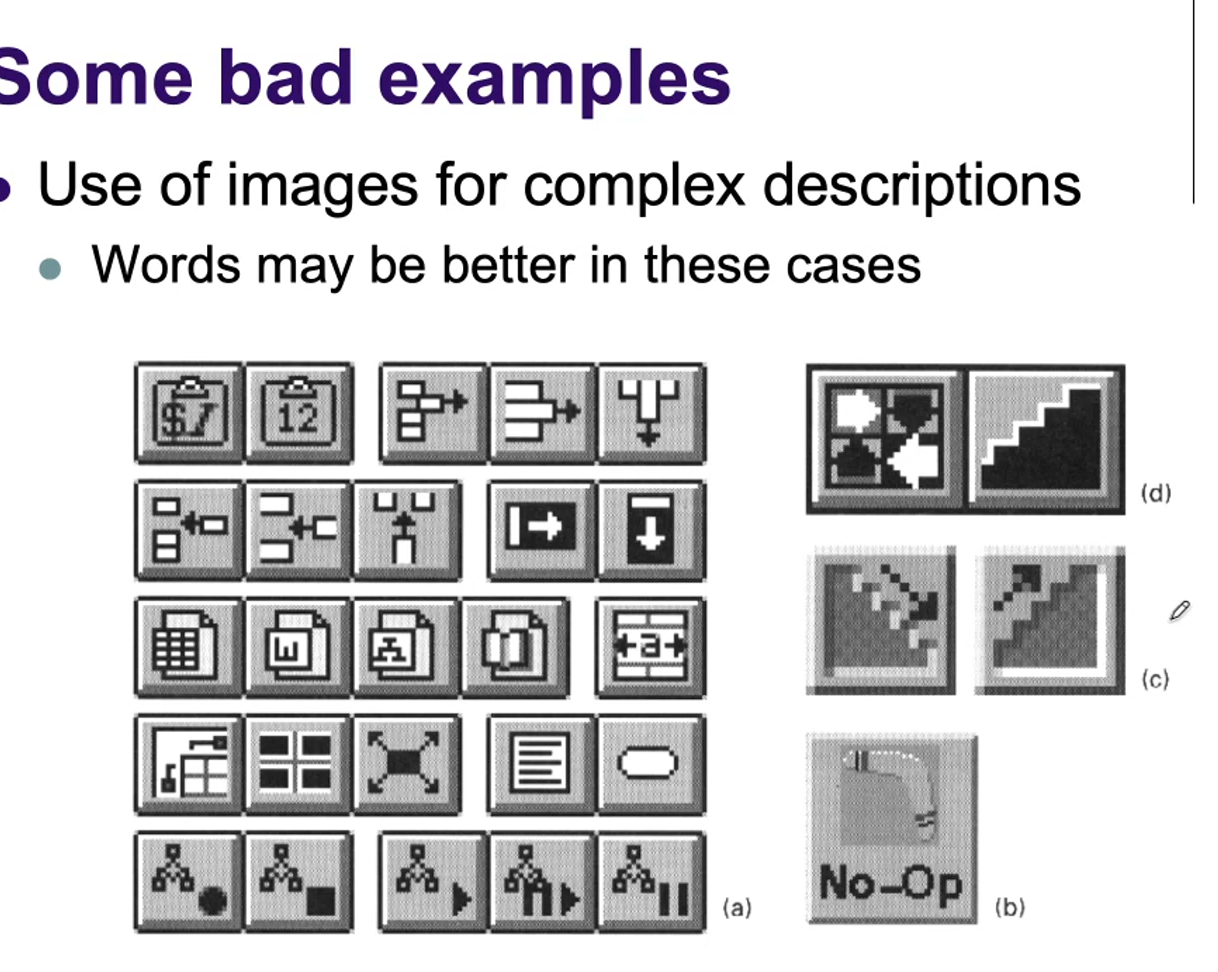 Some bad examples
Use of images for complex descriptions
Words may be better in these cases
12
W
a
(a)
(d)
(c)
No-Op
(b)